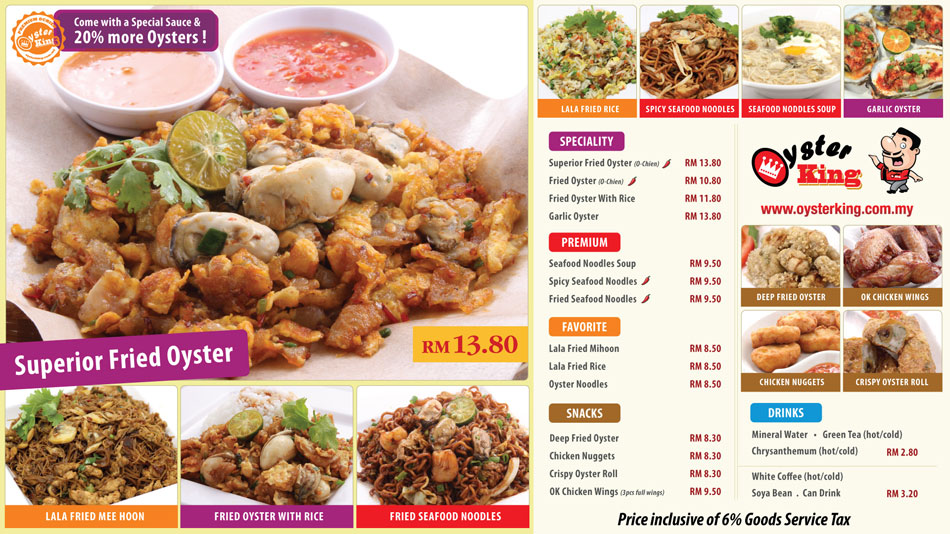 Come with a Special Sauce &
20% more Oysters !
Oyster
King
Superior Fried Oyster
RM 13.80
LALA FRIED MEE HOON
FRIED OYSTER WITH RICE
FRIED SEAFOOD NOODLES
LALA FRIED RICE
SPICY SEAFOOD NOODLES
SEAFOOD NODDLES SOUP
GARLIC OYSTER
SPECIALITY
Superior Fried Oyster (O-Chien) RM 13.80
Fried Oyster (O-Chien) RM 10.80
Fried Oyster With Rice RM 11.80
Garlic Oyster RM 13.80
PREMIUM
Seafood Noodles Soup RM 9.50
Spicy Seafood Noodles RM 9.50
Fried Seafood Noodles RM 9.50
FAVORITE
Lala Fried Mihoon RM 8.50
Lala Fried Rice RM 8.50
Oyster Noodles RM 8.50
SNACKS
Deep Fried Oyster RM 8.30
Chicken Nuggets RM 8.30
Crispy Oyster Roll RM 8.30
OK Chicken Wings (3pcs full wings) RM 9.50
Oyster
King
www.oysterking.com.my
DEEP FRIED OYSTER
OK CHICKEN WINGS
CHICKEN NUGGETS
CRISPY OYSTER ROLL
DRINKS
Mineral Water • Green Tea (hot/cold)
Chrysanthemum (hot/cold) RM 2.80
White Coffee (hot/cold)
Soya Bean . Can Drink RM 3.20
Price inclusive of 6% Goods Service Tax